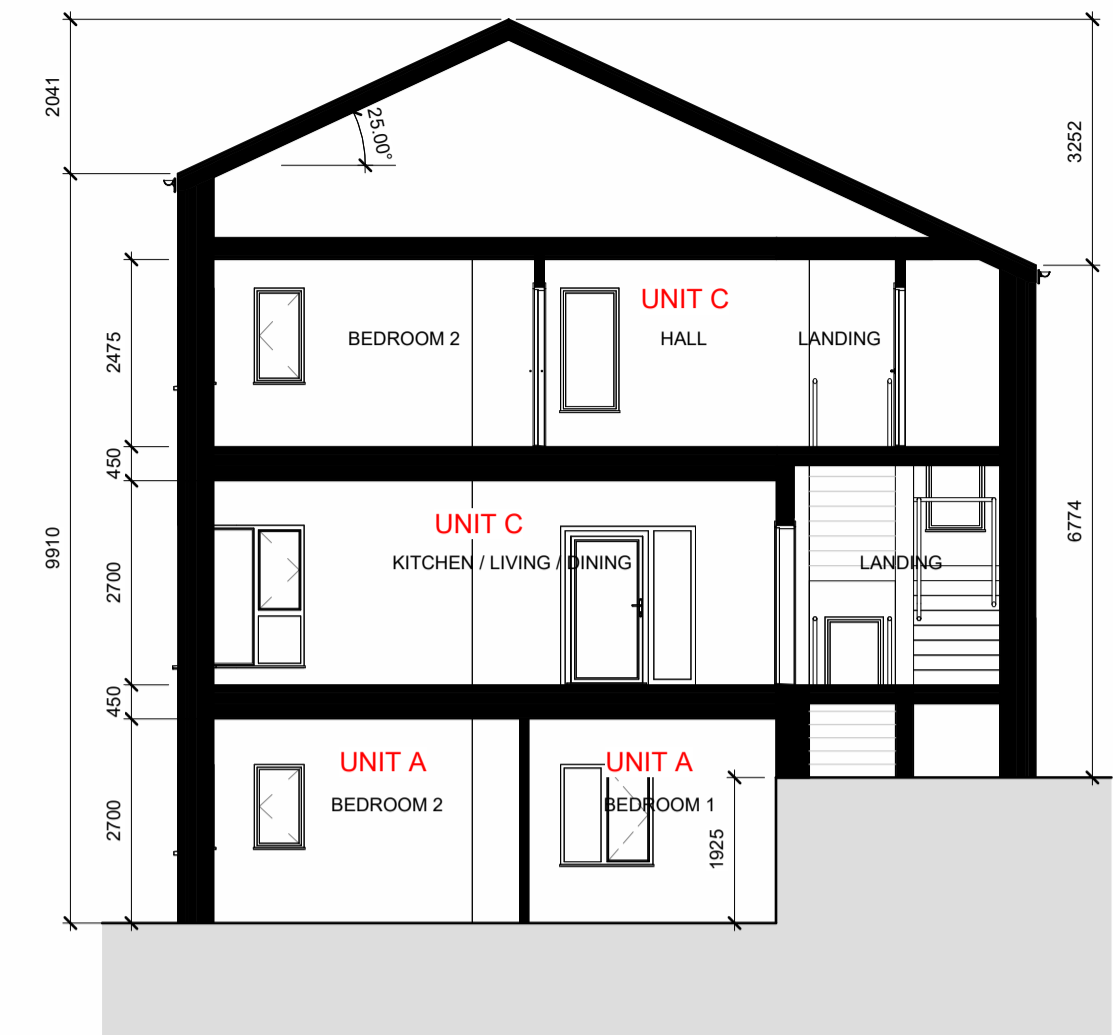 2041
25.00°
3252
UNIT C
BEDROOM 2
HALL
LANDING
2475
450
9910
UNIT C
KITCHEN / LIVING / DINING
LANDING
6774
2700
450
UNIT A
UNIT A
BEDROOM 2
BEDROOM 1
2700
1925